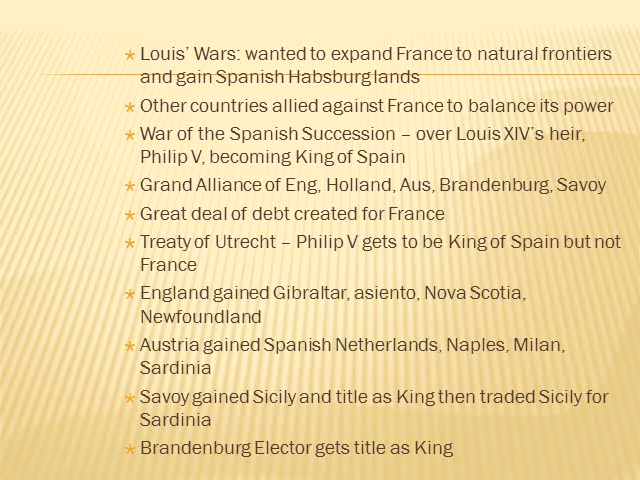 Louis’ Wars: wanted to expand France to natural frontiers
and gain Spanish Habsburg lands
Other countries allied against France to balance its power
War of the Spanish Succession – over Louis XIV’s heir,
Philip V, becoming King of Spain
Grand Alliance of Eng, Holland, Aus, Brandenburg, Savoy
Great deal of debt created for France
Treaty of Utrecht – Philip V gets to be King of Spain but not
France
England gained Gibraltar, asiento, Nova Scotia,
Newfoundland
Austria gained Spanish Netherlands, Naples, Milan,
Sardinia
Savoy gained Sicily and title as King then traded Sicily for
Sardinia
Brandenburg Elector gets title as King